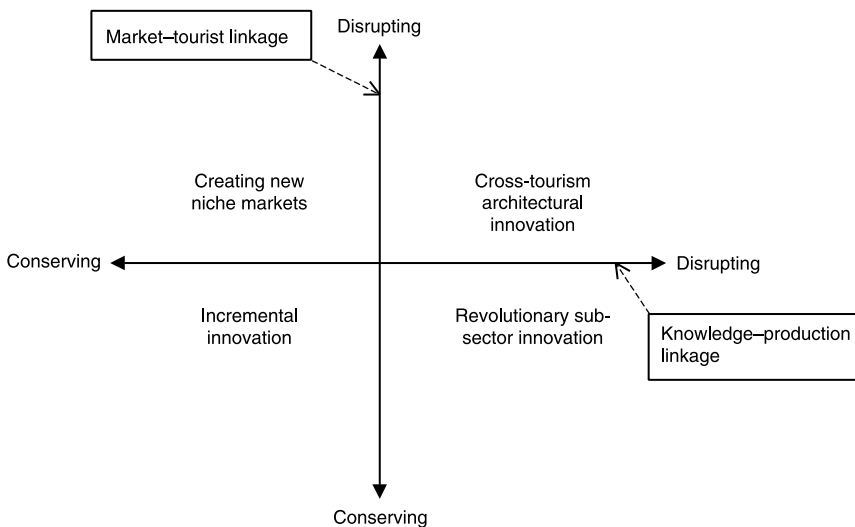 Market–tourist linkage
Disrupting
Creating new
niche markets
Cross-tourism
architectural
innovation
Conserving
Disrupting
Incremental
innovation
Revolutionary sub-
sector innovation
Knowledge–production
linkage
Conserving